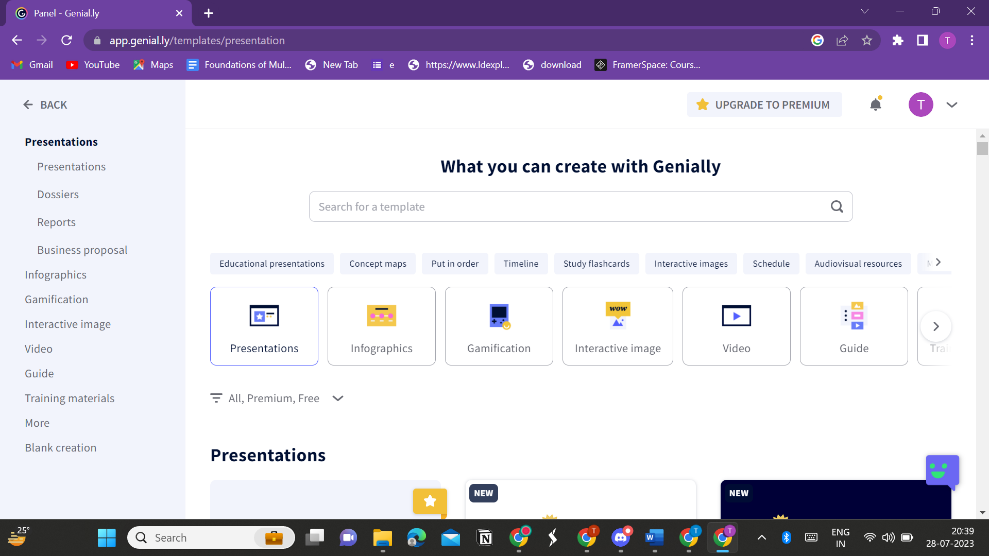 Panel - Genial.ly
app.genial.ly/templates/presentation
T
Gmail
YouTube
Maps
Foundations of Mul...
New Tab
e
https://www.ldexpl...
download
FramerSpace: Cours...
BACK
UPGRADE TO PREMIUM
T
Presentations
Presentations
Dossiers
Reports
Business proposal
Infographics
Gamification
Interactive image
Video
Guide
Training materials
More
Blank creation
What you can create with Genially
Search for a template
Educational presentations
Concept maps
Put in order
Timeline
Study flashcards
Interactive images
Schedule
Audiovisual resources
WOW
Presentations
Infographics
Gamification
Interactive image
Video
Guide
Trai
All, Premium, Free
Presentations
NEW
NEW
25°
Search
ENG
IN
20:39
28-07-2023